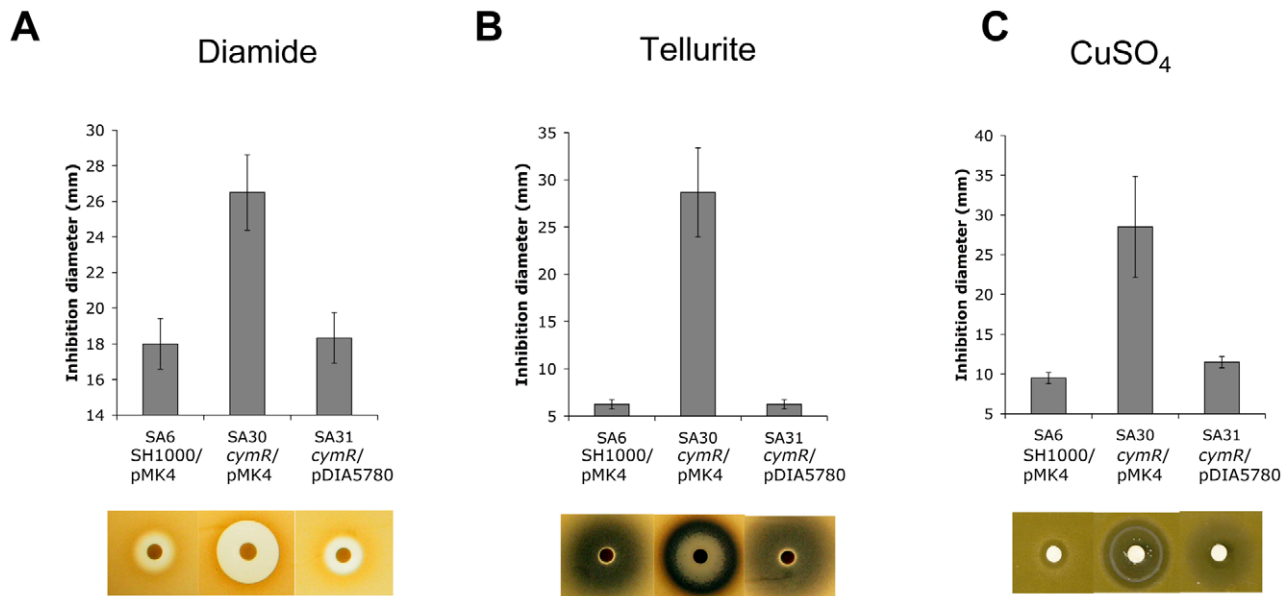 A
Diamide
Inhibition diameter (mm)
30
28
26
24
22
20
18
16
14
SA6 SA30 SA31
SH1000/ cymR/ cymR/
pMK4 pMK4 pDIA5780
B
Tellurite
Inhibition diameter (mm)
35
30
25
20
15
10
5
SA6 SA30 SA31
SH1000/ cymR/ cymR/
pMK4 pMK4 pDIA5780
C
CuSO₄
Inhibition diameter (mm)
40
35
30
25
20
15
10
5
SA6 SA30 SA31
SH1000/ cymR/ cymR/
pMK4 pMK4 pDIA5780